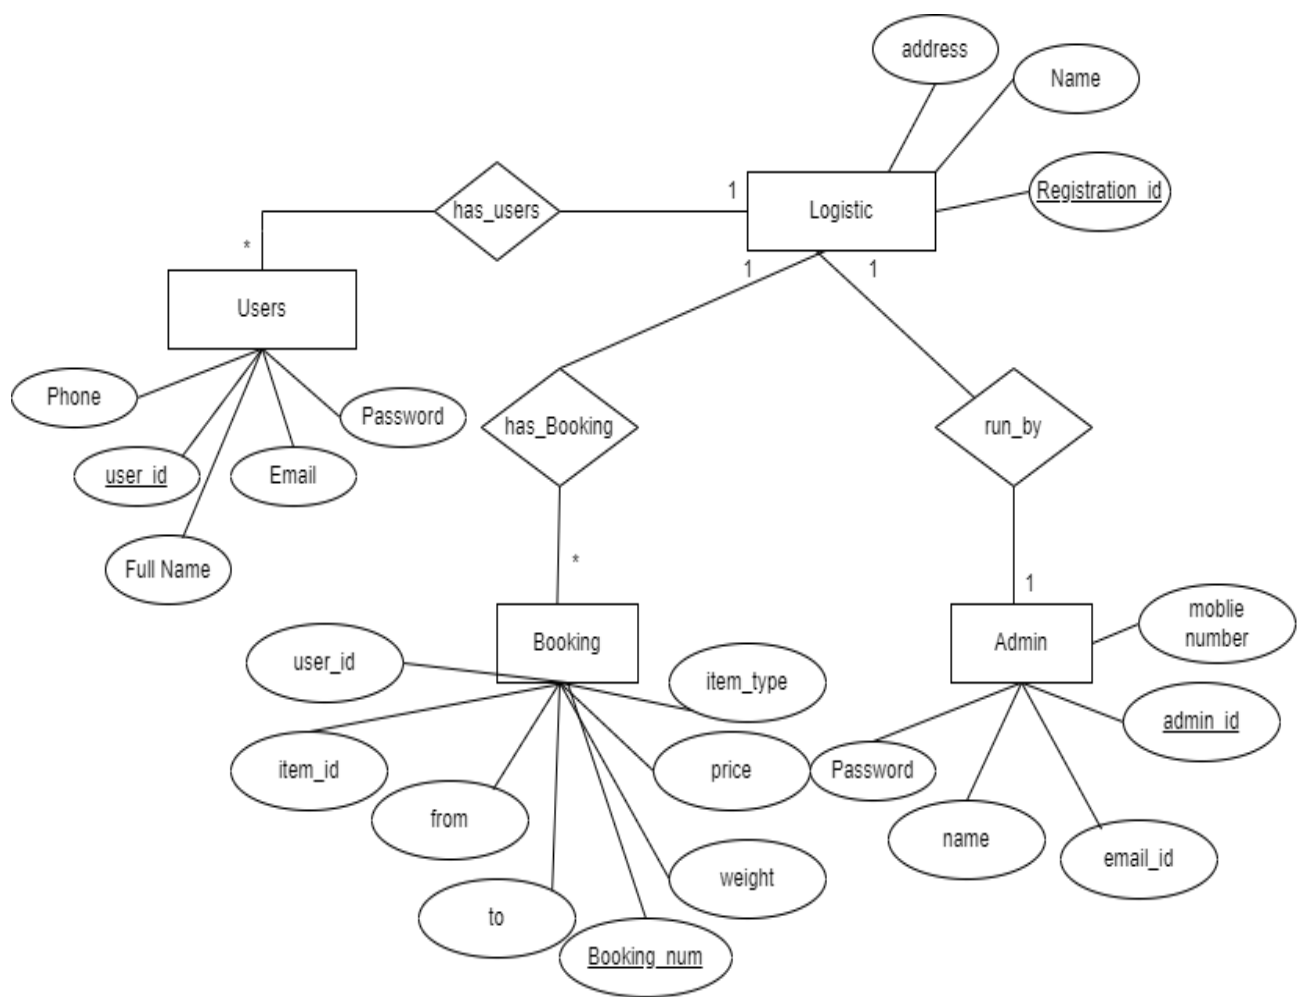 address
Name
Registration_id
Logistic
1
has_users
*
1
1
Users
Phone
Password
user_id
Email
Full Name
has_Booking
run_by
*
1
Booking
Admin
moblie
number
user_id
item_type
admin_id
item_id
price
Password
from
name
email_id
weight
to
Booking_num